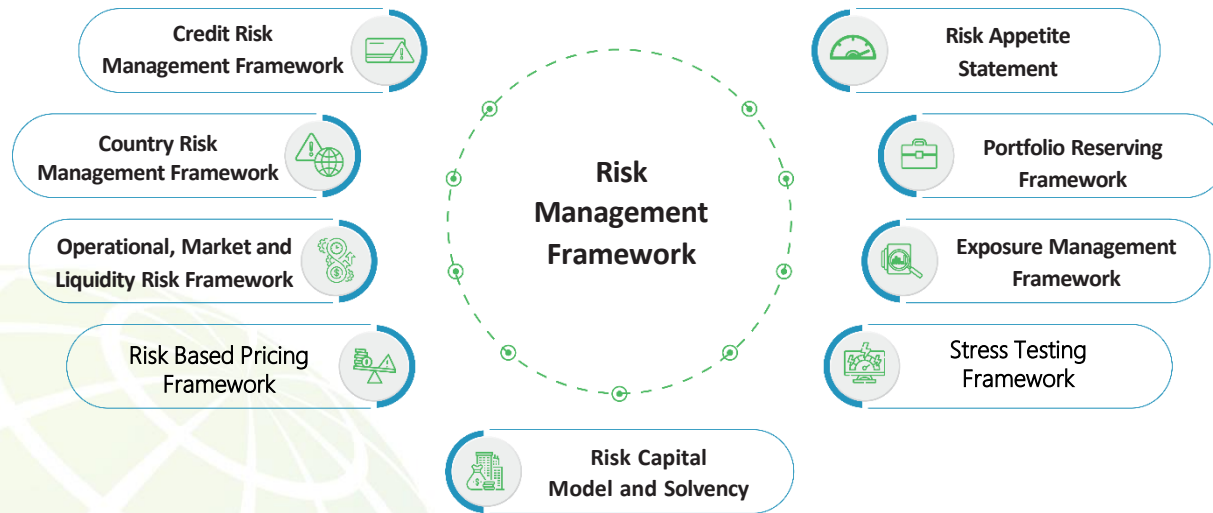 Credit Risk
Management Framework
Country Risk
Management Framework
Operational, Market and
Liquidity Risk Framework
Risk Based Pricing
Framework
Risk
Management
Framework
Risk Appetite
Statement
Portfolio Reserving
Framework
Exposure Management
Framework
Stress Testing
Framework
Risk Capital
Model and Solvency